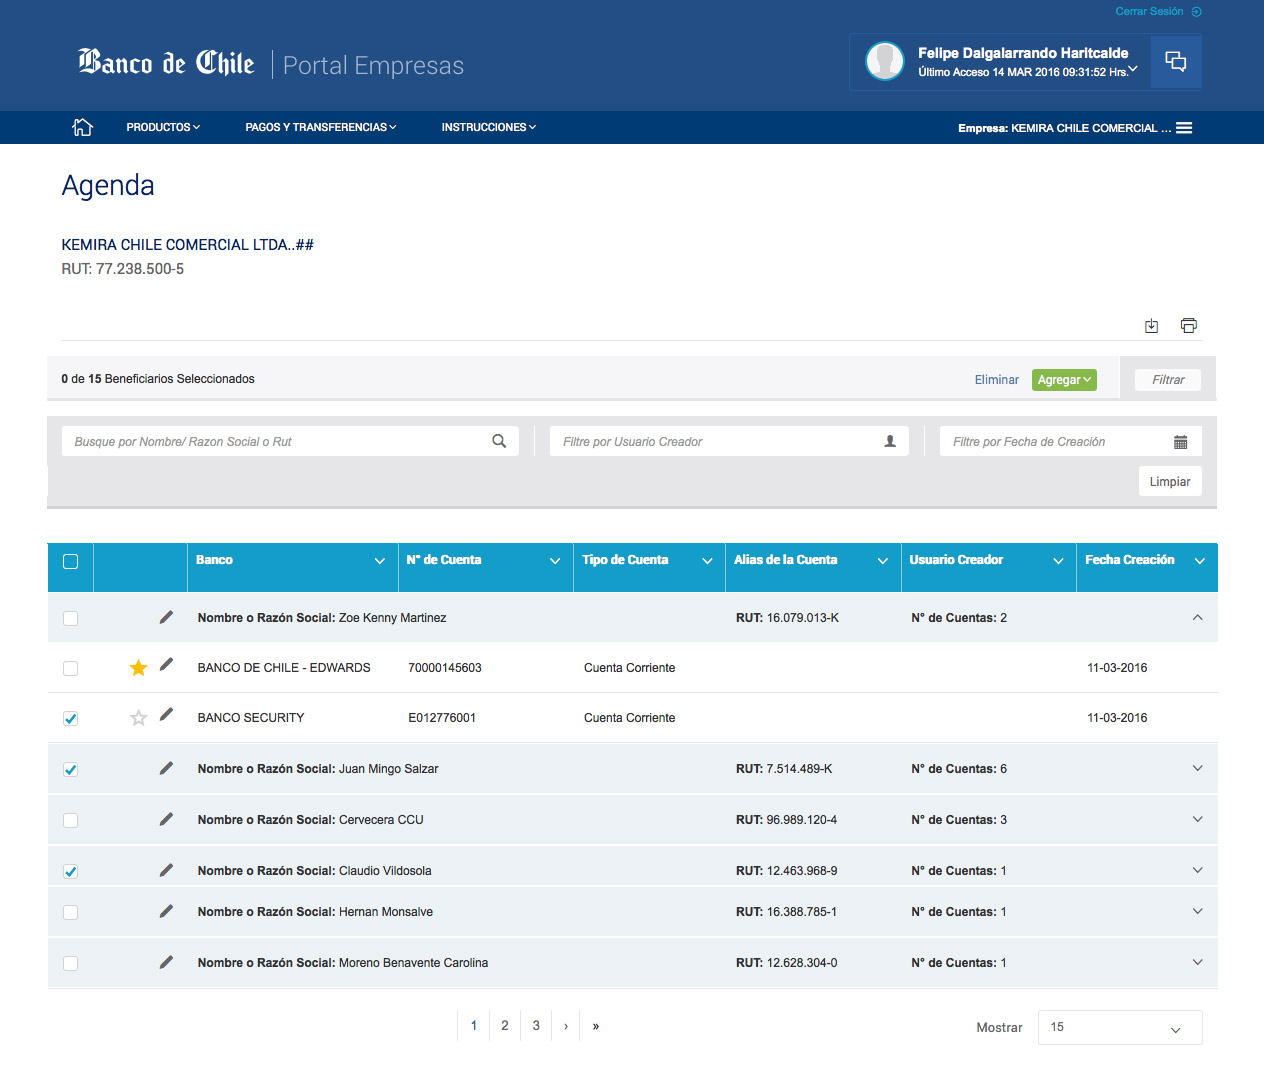 Cerrar Sesión
Banco de Chile | Portal Empresas
Felipe Dalgalarrando Haritcalde
Último Acceso 14 MAR 2016 09:31:52 Hrs.
PRODUCTOS PAGOS Y TRANSFERENCIAS INSTRUCCIONES Empresa: KEMIRA CHILE COMERCIAL ...
Agenda
KEMIRA CHILE COMERCIAL LTDA..##
RUT: 77.238.500-5
0 de 15 Beneficiarios Seleccionados Eliminar Agregar Filtrar
Busque por Nombre/ Razon Social o Rut Filtre por Usuario Creador Filtre por Fecha de Creación
Limpiar
Banco N° de Cuenta Tipo de Cuenta Alias de la Cuenta Usuario Creador Fecha Creación
Nombre o Razón Social: Zoe Kenny Martinez RUT: 16.079.013-K N° de Cuentas: 2
BANCO DE CHILE - EDWARDS 70000145603 Cuenta Corriente 11-03-2016
BANCO SECURITY E012776001 Cuenta Corriente 11-03-2016
Nombre o Razón Social: Juan Mingo Salzar RUT: 7.514.489-K N° de Cuentas: 6
Nombre o Razón Social: Cervecera CCU RUT: 96.989.120-4 N° de Cuentas: 3
Nombre o Razón Social: Claudio Vildosola RUT: 12.463.968-9 N° de Cuentas: 1
Nombre o Razón Social: Hernan Monsalve RUT: 16.388.785-1 N° de Cuentas: 1
Nombre o Razón Social: Moreno Benavente Carolina RUT: 12.628.304-0 N° de Cuentas: 1
1 2 3 › » Mostrar 15